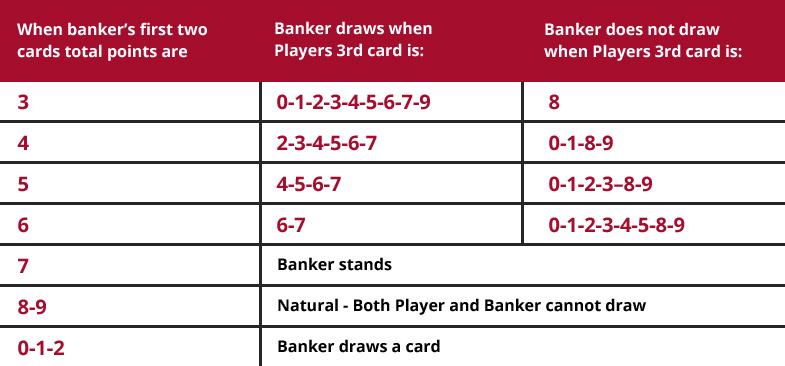 When banker’s first two
cards total points are
Banker draws when
Players 3rd card is:
Banker does not draw
when Players 3rd card is:
3
0-1-2-3-4-5-6-7-9
8
4
2-3-4-5-6-7
0-1-8-9
5
4-5-6-7
0-1-2-3–8-9
6
6-7
0-1-2-3-4-5-8-9
7
Banker stands
8-9
Natural - Both Player and Banker cannot draw
0-1-2
Banker draws a card